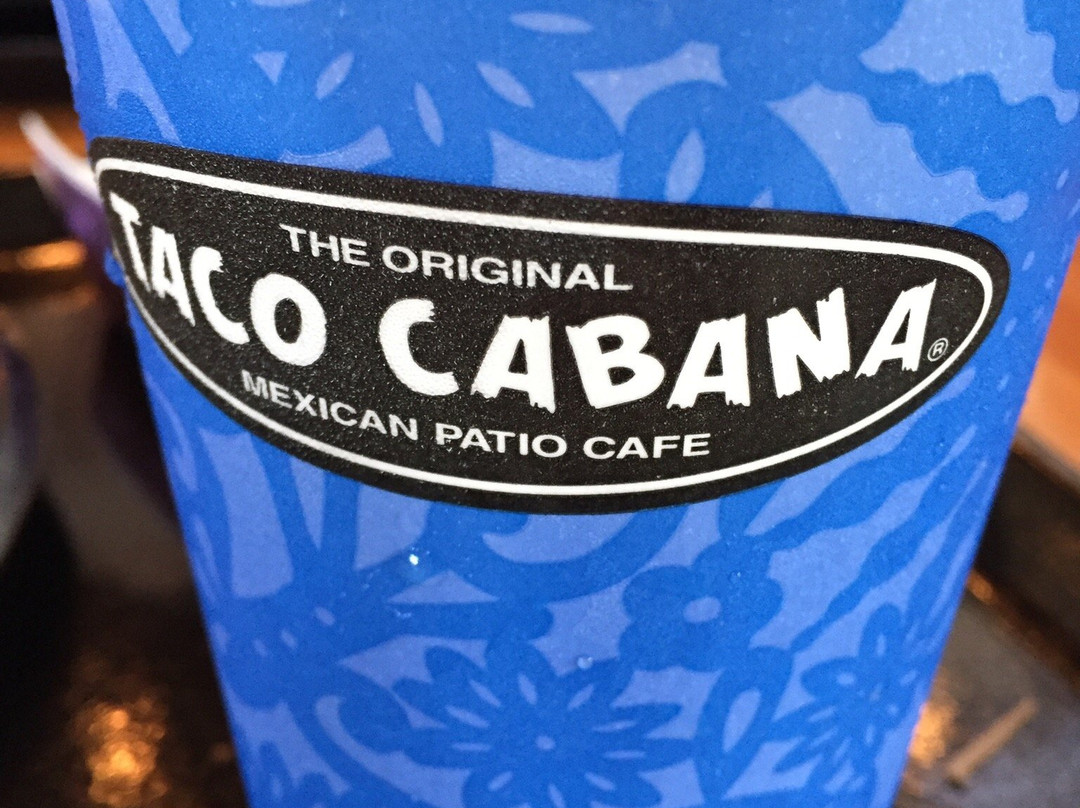 THE ORIGINAL
TACO CABANA®
MEXICAN PATIO CAFE